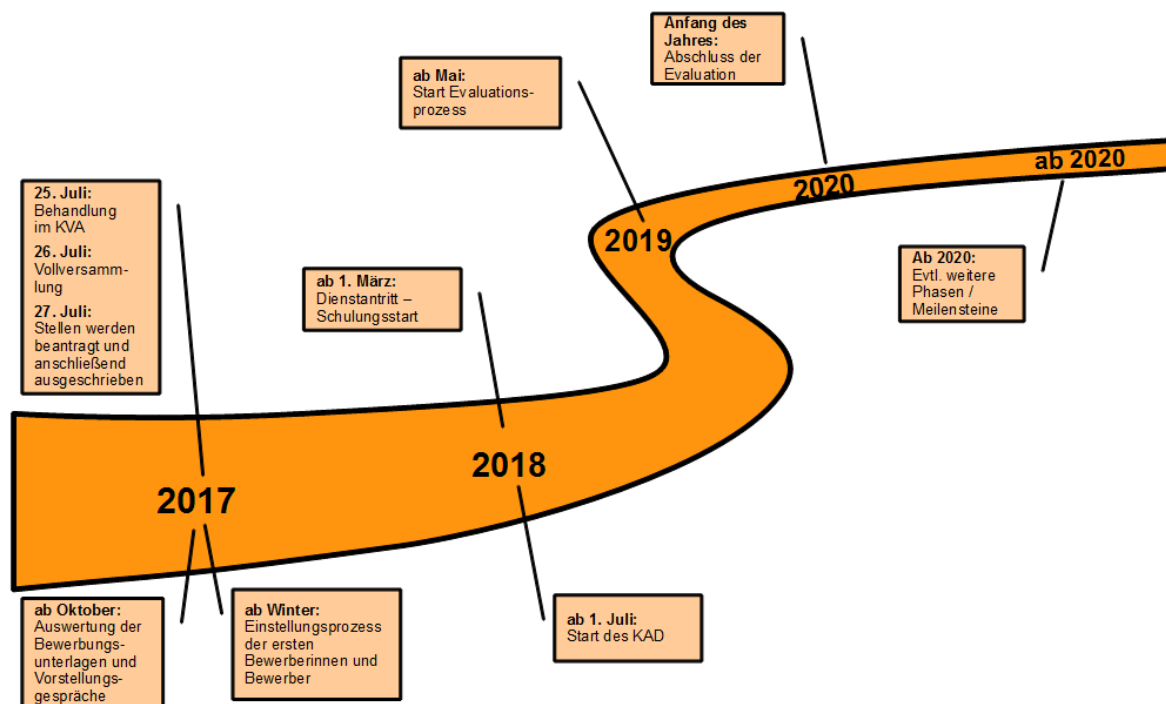 25. Juli:
Behandlung
im KVA
26. Juli:
Vollversamm-
lung
27. Juli:
Stellen werden
beantragt und
anschließend
ausgeschrieben
2017
ab Oktober:
Auswertung der
Bewerbungs-
unterlagen und
Vorstellungs-
gespräche
ab Winter:
Einstellungsprozess
der ersten
Bewerberinnen und
Bewerber
ab 1. März:
Dienstantritt –
Schulungsstart
2018
ab 1. Juli:
Start des KAD
ab Mai:
Start Evaluations-
prozess
2019
Anfang des
Jahres:
Abschluss der
Evaluation
2020
ab 2020
Ab 2020:
Evtl. weitere
Phasen /
Meilensteine